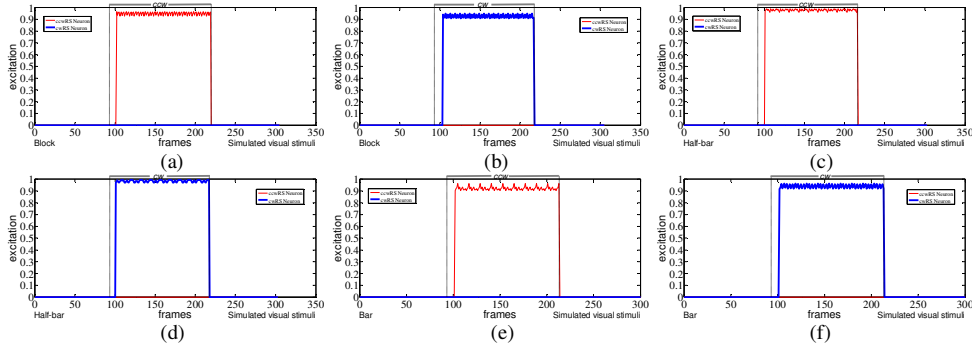 CCW
excitation
1
0.9
0.8
0.7
0.6
0.5
0.4
0.3
0.2
0.1
0
ccwRS Neuron
cwRS Neuron
0 50 100 150 200 250 300 350
Block frames Simulated visual stimuli
(a)
CW
excitation
1
0.9
0.8
0.7
0.6
0.5
0.4
0.3
0.2
0.1
0
ccwRS Neuron
cwRS Neuron
0 50 100 150 200 250 300 350
Block frames Simulated visual stimuli
(b)
CCW
excitation
1
0.9
0.8
0.7
0.6
0.5
0.4
0.3
0.2
0.1
0
ccwRS Neuron
cwRS Neuron
0 50 100 150 200 250 300
Half-bar frames Simulated visual stimuli
(c)
CW
excitation
1
0.9
0.8
0.7
0.6
0.5
0.4
0.3
0.2
0.1
0
ccwRS Neuron
cwRS Neuron
0 50 100 150 200 250 300
Half-bar frames Simulated visual stimuli
(d)
CCW
excitation
1
0.9
0.8
0.7
0.6
0.5
0.4
0.3
0.2
0.1
0
ccwRS Neuron
cwRS Neuron
0 50 100 150 200 250 300
Bar frames Simulated visual stimuli
(e)
CW
excitation
1
0.9
0.8
0.7
0.6
0.5
0.4
0.3
0.2
0.1
0
ccwRS Neuron
cwRS Neuron
0 50 100 150 200 250 300
Bar frames Simulated visual stimuli
(f)